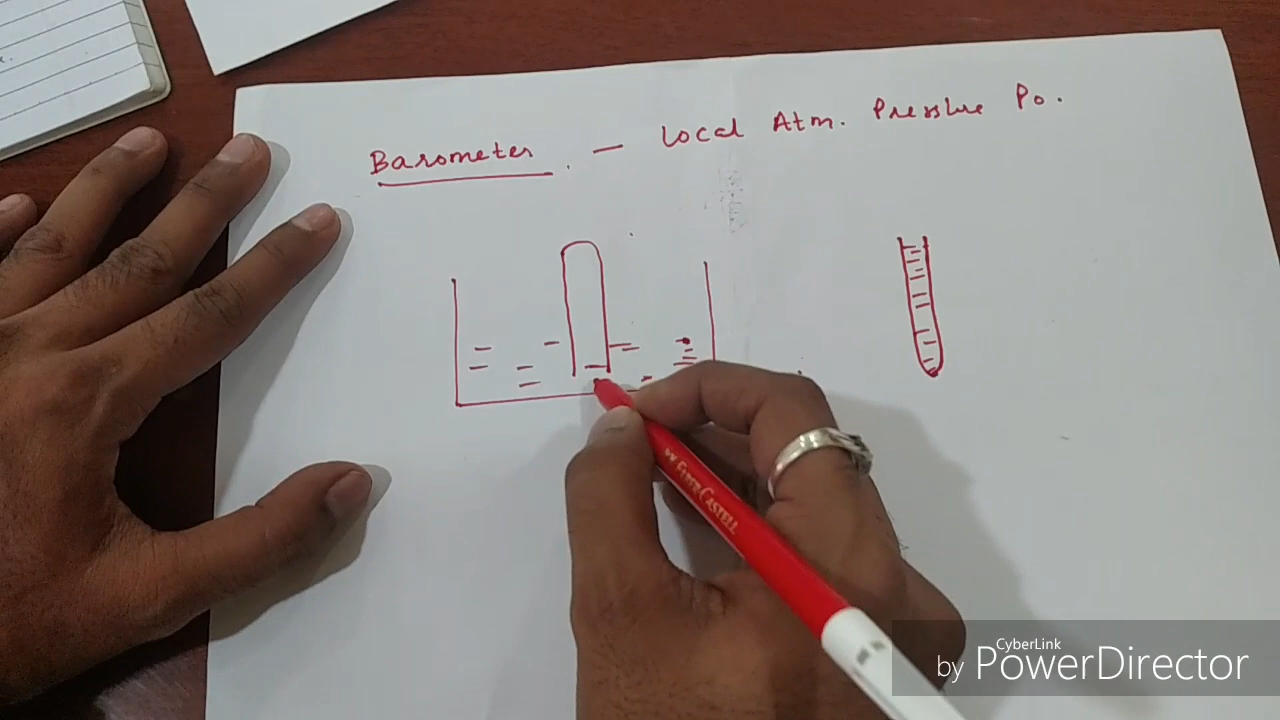 Barometer. - Local Atm. Pressure Po.
FABER-CASTELL
CyberLink
by PowerDirector